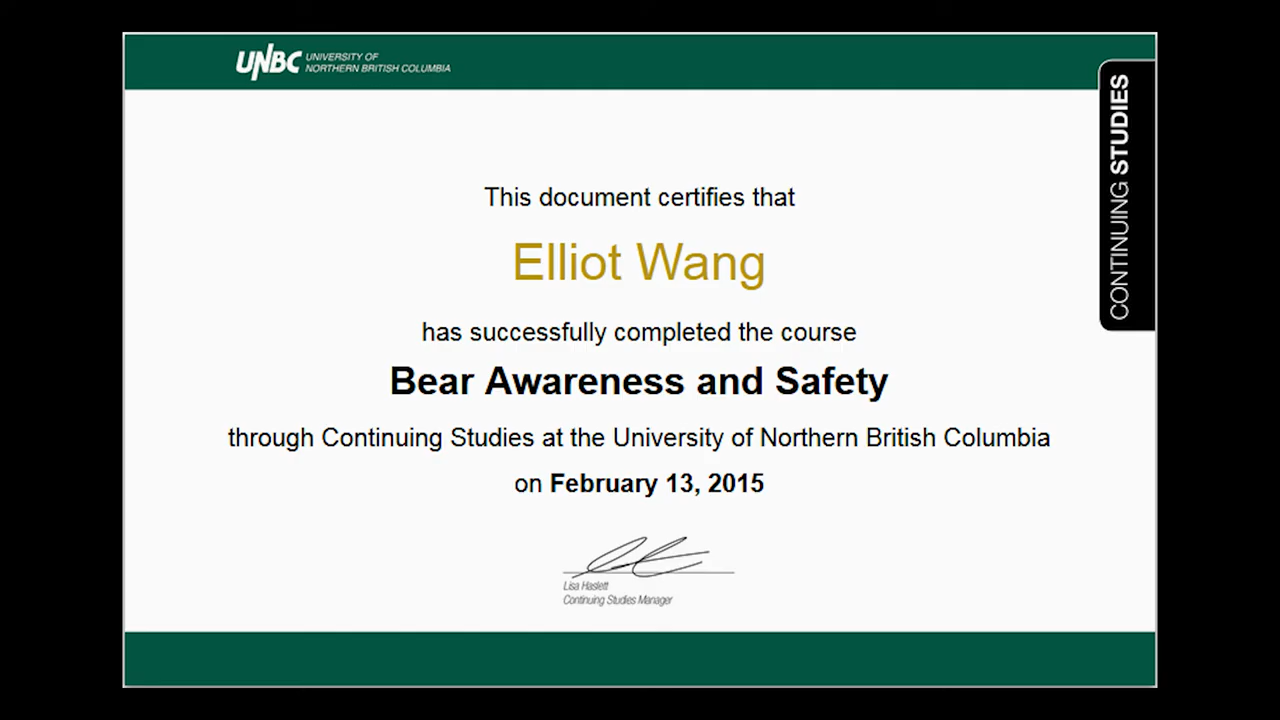 UNBC UNIVERSITY OF
NORTHERN BRITISH COLUMBIA
CONTINUING STUDIES
This document certifies that
Elliot Wang
has successfully completed the course
Bear Awareness and Safety
through Continuing Studies at the University of Northern British Columbia
on February 13, 2015
Lisa Haslett
Continuing Studies Manager